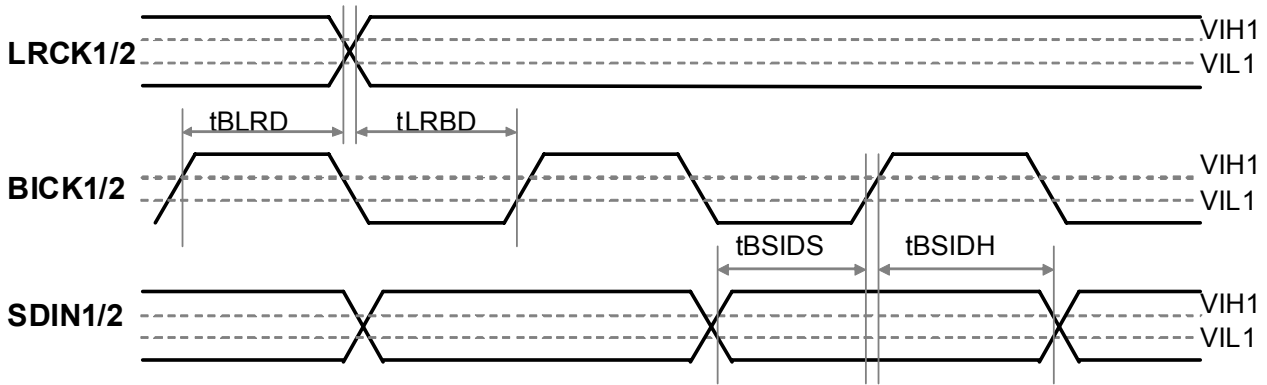 LRCK1/2
VIH1
VIL1
tBLRD
tLRBD
BICK1/2
VIH1
VIL1
tBSIDS
tBSIDH
SDIN1/2
VIH1
VIL1